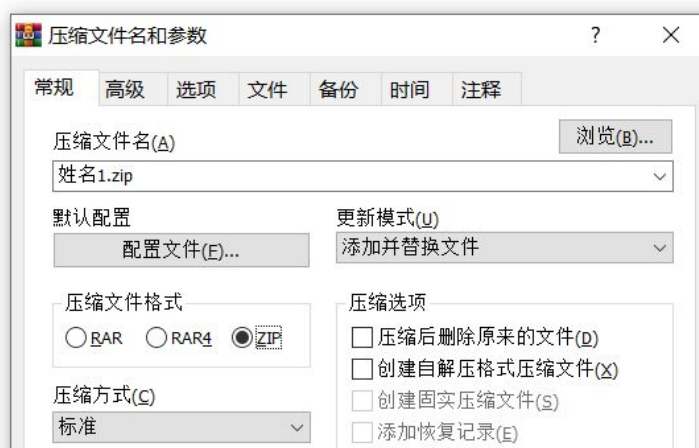 压缩文件名和参数 ? ×
常规 高级 选项 文件 备份 时间 注释
压缩文件名(A) 浏览(B)...
姓名1.zip
默认配置 更新模式(U)
配置文件(F)... 添加并替换文件
压缩文件格式 压缩选项
RAR RAR4 ZIP 压缩后删除原来的文件(D)
创建自解压格式压缩文件(X)
压缩方式(C) 创建固实压缩文件(S)
标准 添加恢复记录(E)